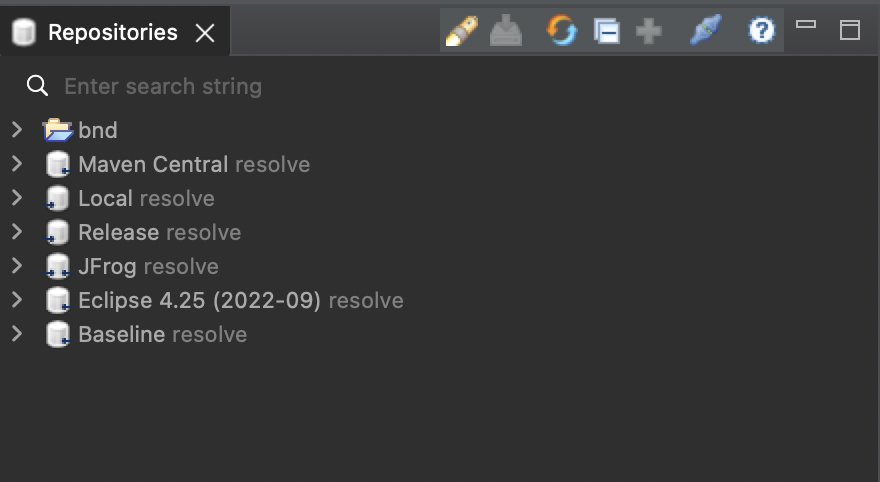 Repositories
Enter search string
bnd
Maven Central resolve
Local resolve
Release resolve
JFrog resolve
Eclipse 4.25 (2022-09) resolve
Baseline resolve